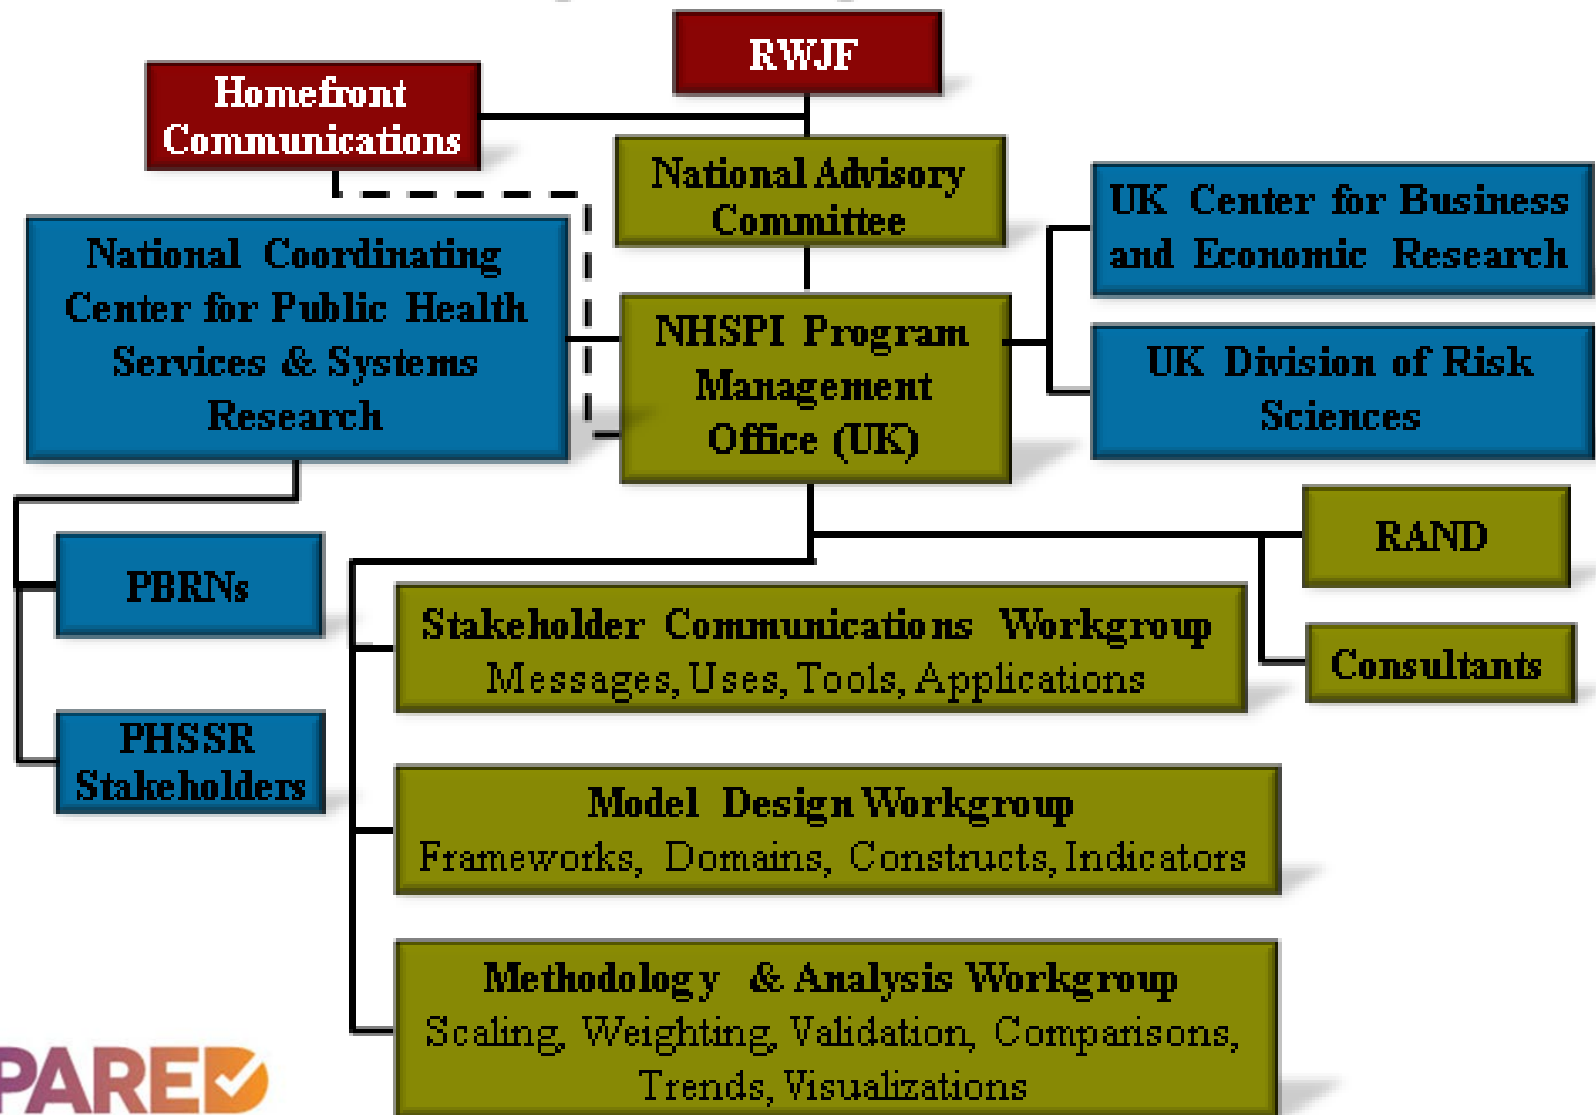 RWJF
Homefront
Communications
National Advisory
Committee
UK Center for Business
and Economic Research
National Coordinating
Center for Public Health
Services & Systems
Research
NHSPI Program
Management
Office (UK)
UK Division of Risk
Sciences
RAND
PBRNs
Stakeholder Communications Workgroup
Messages, Uses, Tools, Applications
Consultants
PHSSR
Stakeholders
Model Design Workgroup
Frameworks, Domains, Constructs, Indicators
Methodology & Analysis Workgroup
Scaling, Weighting, Validation, Comparisons,
Trends, Visualizations
PARED